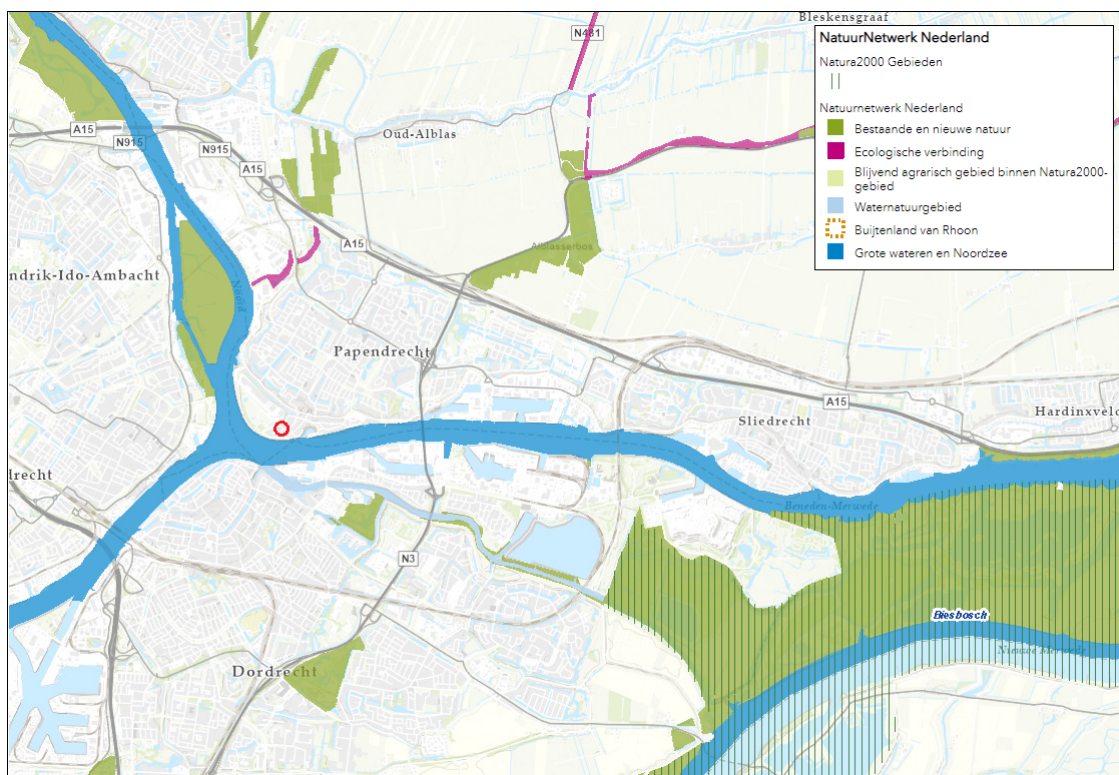 Bleskensgraaf
N481
NatuurNetwerk Nederland
Natura2000 Gebieden
Natuurnetwerk Nederland
Bestaande en nieuwe natuur
Ecologische verbinding
Blijvend agrarisch gebied binnen Natura2000-
gebied
Waternatuurgebied
Buijtenland van Rhoon
Grote wateren en Noordzee
A15
N915
N915
Oud-Alblas
A15
Alblasserbos
A15
ndrik-Ido-Ambacht
Noord
Papendrecht
A15
Sliedrecht
Hardinxveld
drecht
Beneden-Merwede
N3
Biesbosch
Nieuwe Merwede
Dordrecht